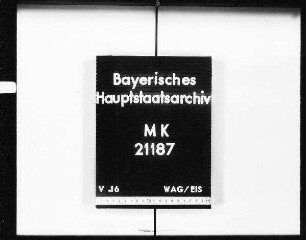 Bayerisches
Hauptstaatsarchiv
MK
21187
V J6 WAG/EIS